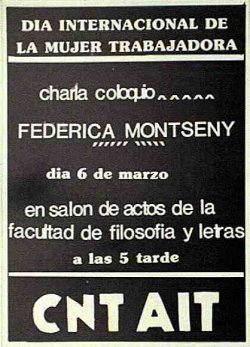 DIA INTERNACIONAL DE
LA MUJER TRABAJADORA
charla coloquio
FEDERICA MONTSENY
dia 6 de marzo
en salon de actos de la
facultad de filosofia y letras
a las 5 tarde
CNT AIT